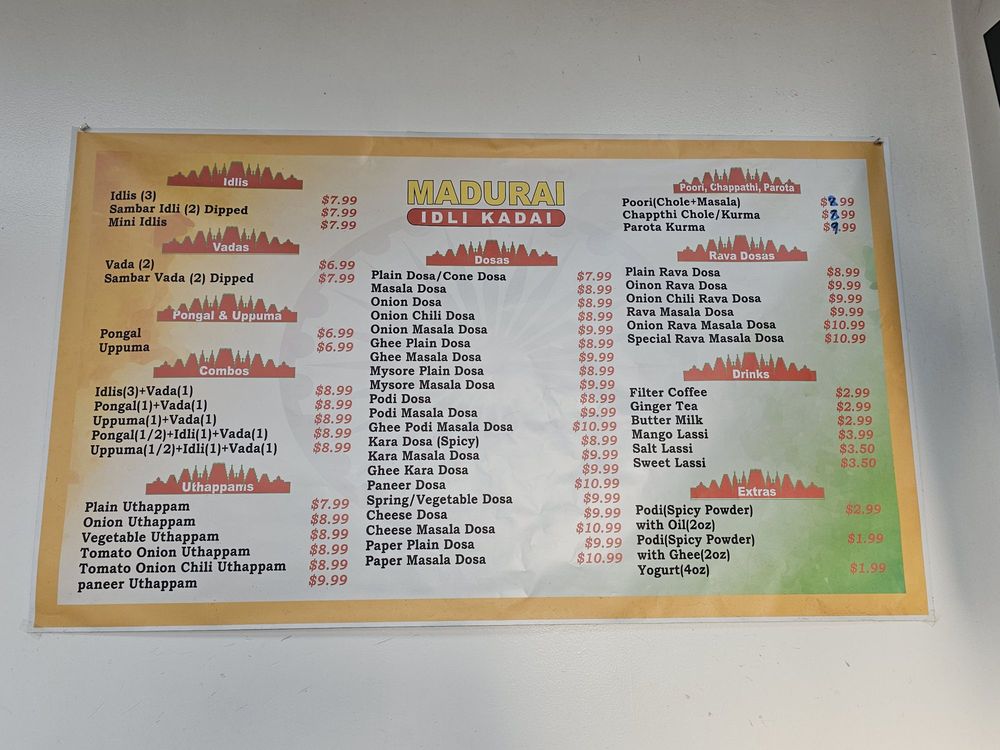 MADURAI
IDLI KADAI
Idlis
Idlis (3) $7.99
Sambar Idli (2) Dipped $7.99
Mini Idlis $7.99
Vadas
Vada (2) $6.99
Sambar Vada (2) Dipped $7.99
Pongal & Uppuma
Pongal $6.99
Uppuma $6.99
Combos
Idlis(3)+Vada(1) $8.99
Pongal(1)+Vada(1) $8.99
Uppuma(1)+Vada(1) $8.99
Pongal(1/2)+Idli(1)+Vada(1) $8.99
Uppuma(1/2)+Idli(1)+Vada(1) $8.99
Uthappams
Plain Uthappam $7.99
Onion Uthappam $8.99
Vegetable Uthappam $8.99
Tomato Onion Uthappam $8.99
Tomato Onion Chili Uthappam $8.99
paneer Uthappam $9.99
Dosas
Plain Dosa/Cone Dosa $7.99
Masala Dosa $8.99
Onion Dosa $8.99
Onion Chili Dosa $8.99
Onion Masala Dosa $9.99
Ghee Plain Dosa $8.99
Ghee Masala Dosa $9.99
Mysore Plain Dosa $8.99
Mysore Masala Dosa $9.99
Podi Dosa $8.99
Podi Masala Dosa $9.99
Ghee Podi Masala Dosa $10.99
Kara Dosa (Spicy) $8.99
Kara Masala Dosa $9.99
Ghee Kara Dosa $9.99
Paneer Dosa $10.99
Spring/Vegetable Dosa $9.99
Cheese Dosa $9.99
Cheese Masala Dosa $10.99
Paper Plain Dosa $9.99
Paper Masala Dosa $10.99
Poori, Chappathi, Parota
Poori(Chole+Masala)
Chappthi Chole/Kurma
Parota Kurma $9.99
Rava Dosas
Plain Rava Dosa $8.99
Oinon Rava Dosa $9.99
Onion Chili Rava Dosa $9.99
Rava Masala Dosa $9.99
Onion Rava Masala Dosa $10.99
Special Rava Masala Dosa $10.99
Drinks
Filter Coffee $2.99
Ginger Tea $2.99
Butter Milk $2.99
Mango Lassi $3.99
Salt Lassi $3.50
Sweet Lassi $3.50
Extras
Podi(Spicy Powder) $2.99
with Oil(2oz)
Podi(Spicy Powder) $1.99
with Ghee(2oz)
Yogurt(4oz) $1.99